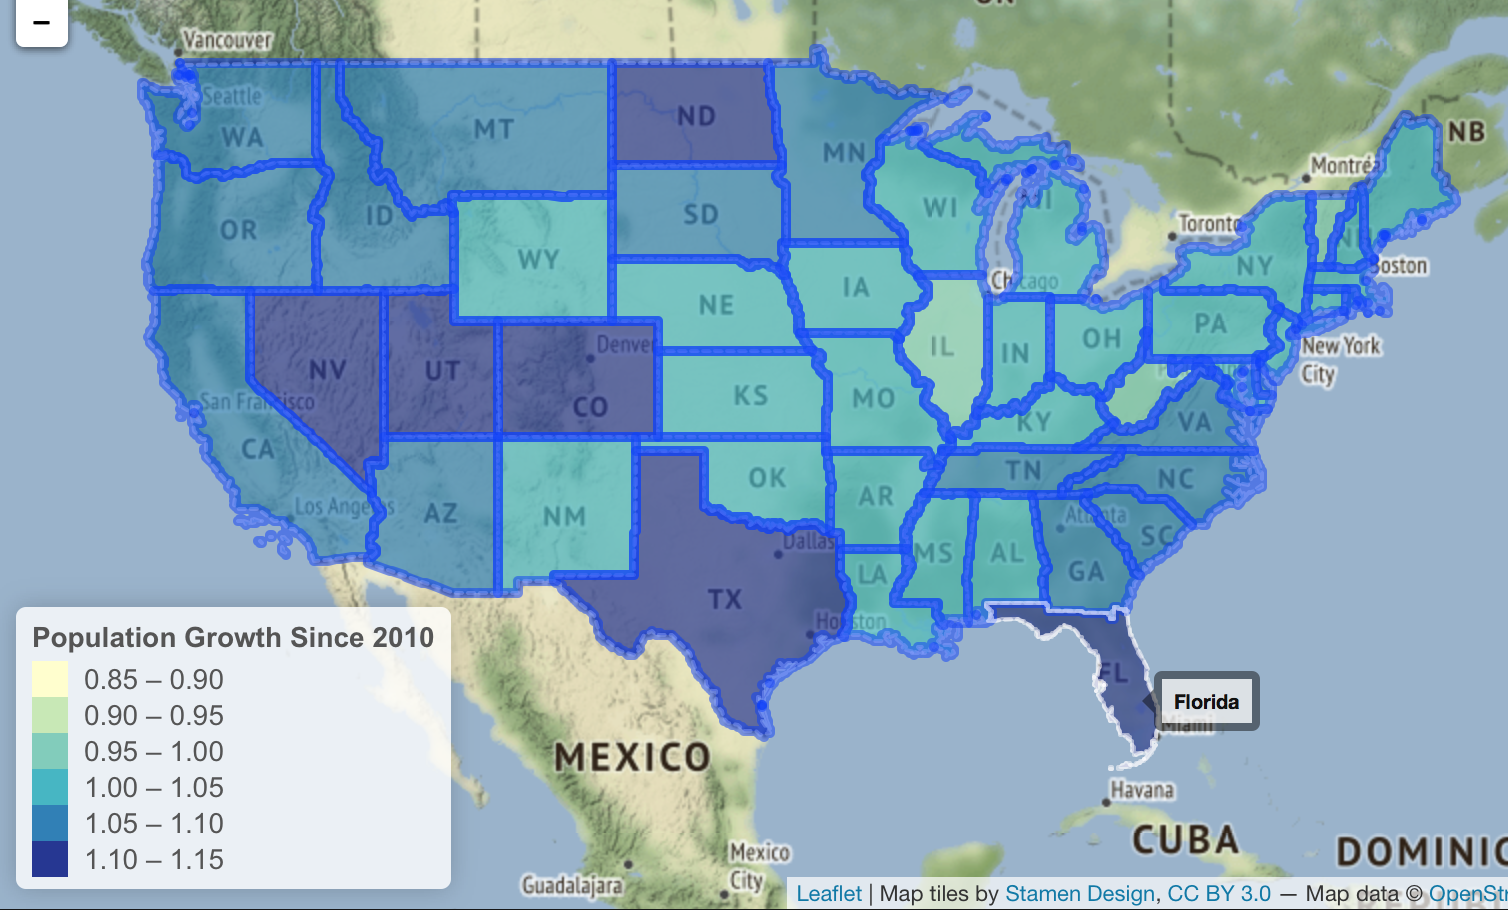 −
Vancouver
Seattle
WA
MT
ND
MN
OR
ID
SD
WY
WI
MI
Montréal
NB
Toronto
NY
Boston
NE
IA
Chicago
PA
OH
IN
IL
New York
City
NV
UT
Denver
CO
KS
MO
KY
VA
San Francisco
CA
Los Angeles
AZ
NM
OK
AR
TN
NC
Atlanta
SC
MS
AL
GA
Dallas
LA
TX
Houston
FL
Florida
Miami
Population Growth Since 2010
0.85 – 0.90
0.90 – 0.95
0.95 – 1.00
1.00 – 1.05
1.05 – 1.10
1.10 – 1.15
MEXICO
Havana
CUBA
DOMINIC
Mexico
City
Guadalajara
Leaflet | Map tiles by Stamen Design, CC BY 3.0 — Map data © OpenStr